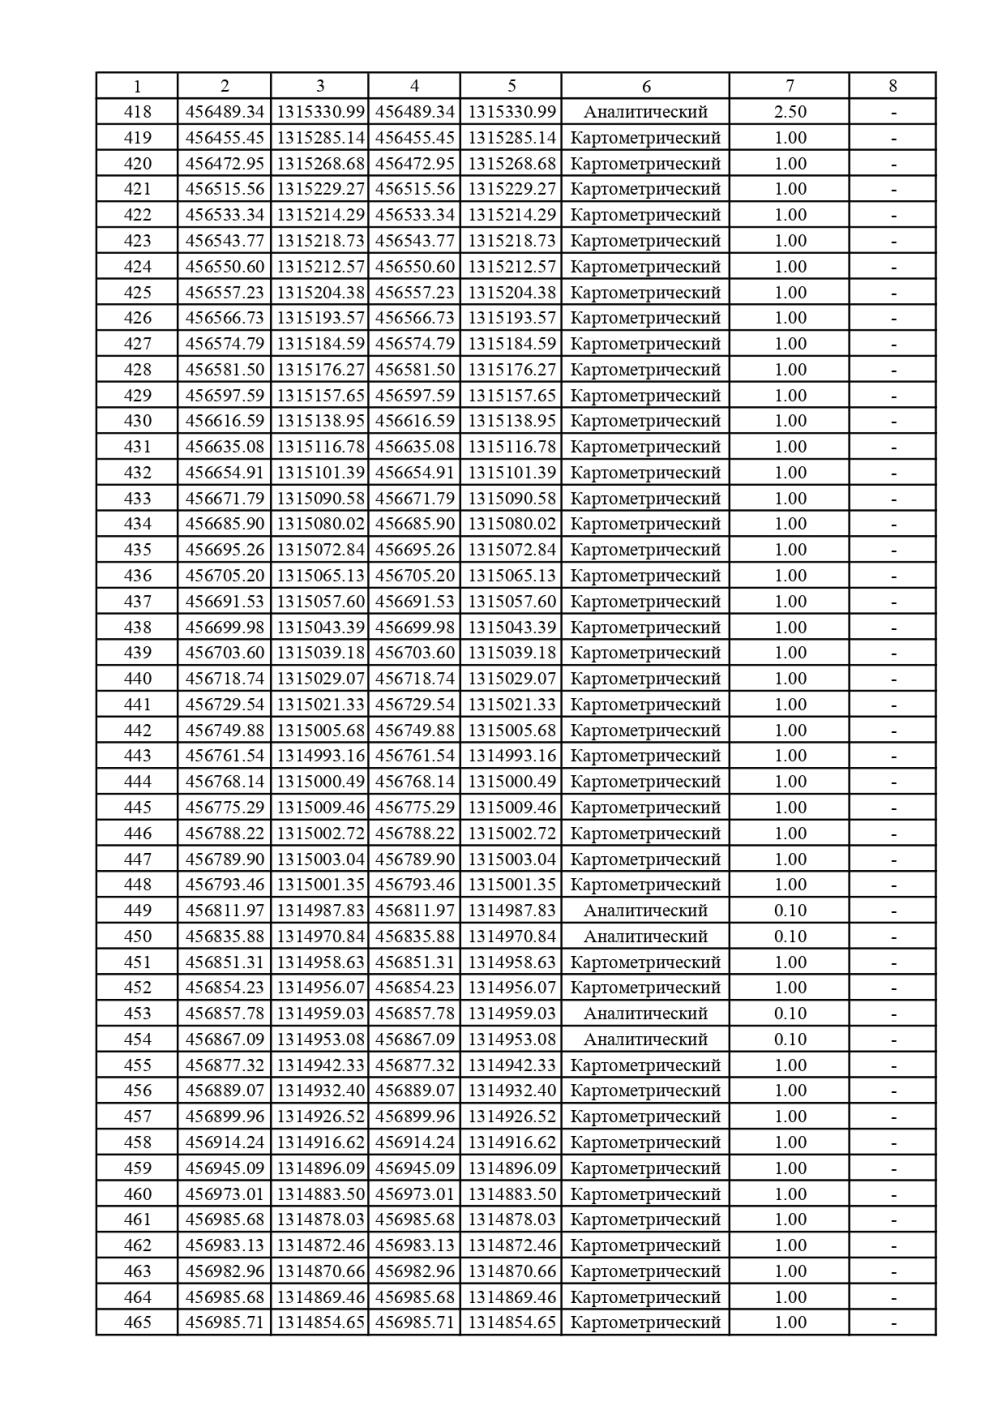 1 2 3 4 5 6 7 8
418 456489.34 1315330.99 456489.34 1315330.99 Аналитический 2.50 -
419 456455.45 1315285.14 456455.45 1315285.14 Картометрический 1.00 -
420 456472.95 1315268.68 456472.95 1315268.68 Картометрический 1.00 -
421 456515.56 1315229.27 456515.56 1315229.27 Картометрический 1.00 -
422 456533.34 1315214.29 456533.34 1315214.29 Картометрический 1.00 -
423 456543.77 1315218.73 456543.77 1315218.73 Картометрический 1.00 -
424 456550.60 1315212.57 456550.60 1315212.57 Картометрический 1.00 -
425 456557.23 1315204.38 456557.23 1315204.38 Картометрический 1.00 -
426 456566.73 1315193.57 456566.73 1315193.57 Картометрический 1.00 -
427 456574.79 1315184.59 456574.79 1315184.59 Картометрический 1.00 -
428 456581.50 1315176.27 456581.50 1315176.27 Картометрический 1.00 -
429 456597.59 1315157.65 456597.59 1315157.65 Картометрический 1.00 -
430 456616.59 1315138.95 456616.59 1315138.95 Картометрический 1.00 -
431 456635.08 1315116.78 456635.08 1315116.78 Картометрический 1.00 -
432 456654.91 1315101.39 456654.91 1315101.39 Картометрический 1.00 -
433 456671.79 1315090.58 456671.79 1315090.58 Картометрический 1.00 -
434 456685.90 1315080.02 456685.90 1315080.02 Картометрический 1.00 -
435 456695.26 1315072.84 456695.26 1315072.84 Картометрический 1.00 -
436 456705.20 1315065.13 456705.20 1315065.13 Картометрический 1.00 -
437 456691.53 1315057.60 456691.53 1315057.60 Картометрический 1.00 -
438 456699.98 1315043.39 456699.98 1315043.39 Картометрический 1.00 -
439 456703.60 1315039.18 456703.60 1315039.18 Картометрический 1.00 -
440 456718.74 1315029.07 456718.74 1315029.07 Картометрический 1.00 -
441 456729.54 1315021.33 456729.54 1315021.33 Картометрический 1.00 -
442 456749.88 1315005.68 456749.88 1315005.68 Картометрический 1.00 -
443 456761.54 1314993.16 456761.54 1314993.16 Картометрический 1.00 -
444 456768.14 1315000.49 456768.14 1315000.49 Картометрический 1.00 -
445 456775.29 1315009.46 456775.29 1315009.46 Картометрический 1.00 -
446 456788.22 1315002.72 456788.22 1315002.72 Картометрический 1.00 -
447 456789.90 1315003.04 456789.90 1315003.04 Картометрический 1.00 -
448 456793.46 1315001.35 456793.46 1315001.35 Картометрический 1.00 -
449 456811.97 1314987.83 456811.97 1314987.83 Аналитический 0.10 -
450 456835.88 1314970.84 456835.88 1314970.84 Аналитический 0.10 -
451 456851.31 1314958.63 456851.31 1314958.63 Картометрический 1.00 -
452 456854.23 1314956.07 456854.23 1314956.07 Картометрический 1.00 -
453 456857.78 1314959.03 456857.78 1314959.03 Аналитический 0.10 -
454 456867.09 1314953.08 456867.09 1314953.08 Аналитический 0.10 -
455 456877.32 1314942.33 456877.32 1314942.33 Картометрический 1.00 -
456 456889.07 1314932.40 456889.07 1314932.40 Картометрический 1.00 -
457 456899.96 1314926.52 456899.96 1314926.52 Картометрический 1.00 -
458 456914.24 1314916.62 456914.24 1314916.62 Картометрический 1.00 -
459 456945.09 1314896.09 456945.09 1314896.09 Картометрический 1.00 -
460 456973.01 1314883.50 456973.01 1314883.50 Картометрический 1.00 -
461 456985.68 1314878.03 456985.68 1314878.03 Картометрический 1.00 -
462 456983.13 1314872.46 456983.13 1314872.46 Картометрический 1.00 -
463 456982.96 1314870.66 456982.96 1314870.66 Картометрический 1.00 -
464 456985.68 1314869.46 456985.68 1314869.46 Картометрический 1.00 -
465 456985.71 1314854.65 456985.71 1314854.65 Картометрический 1.00 -